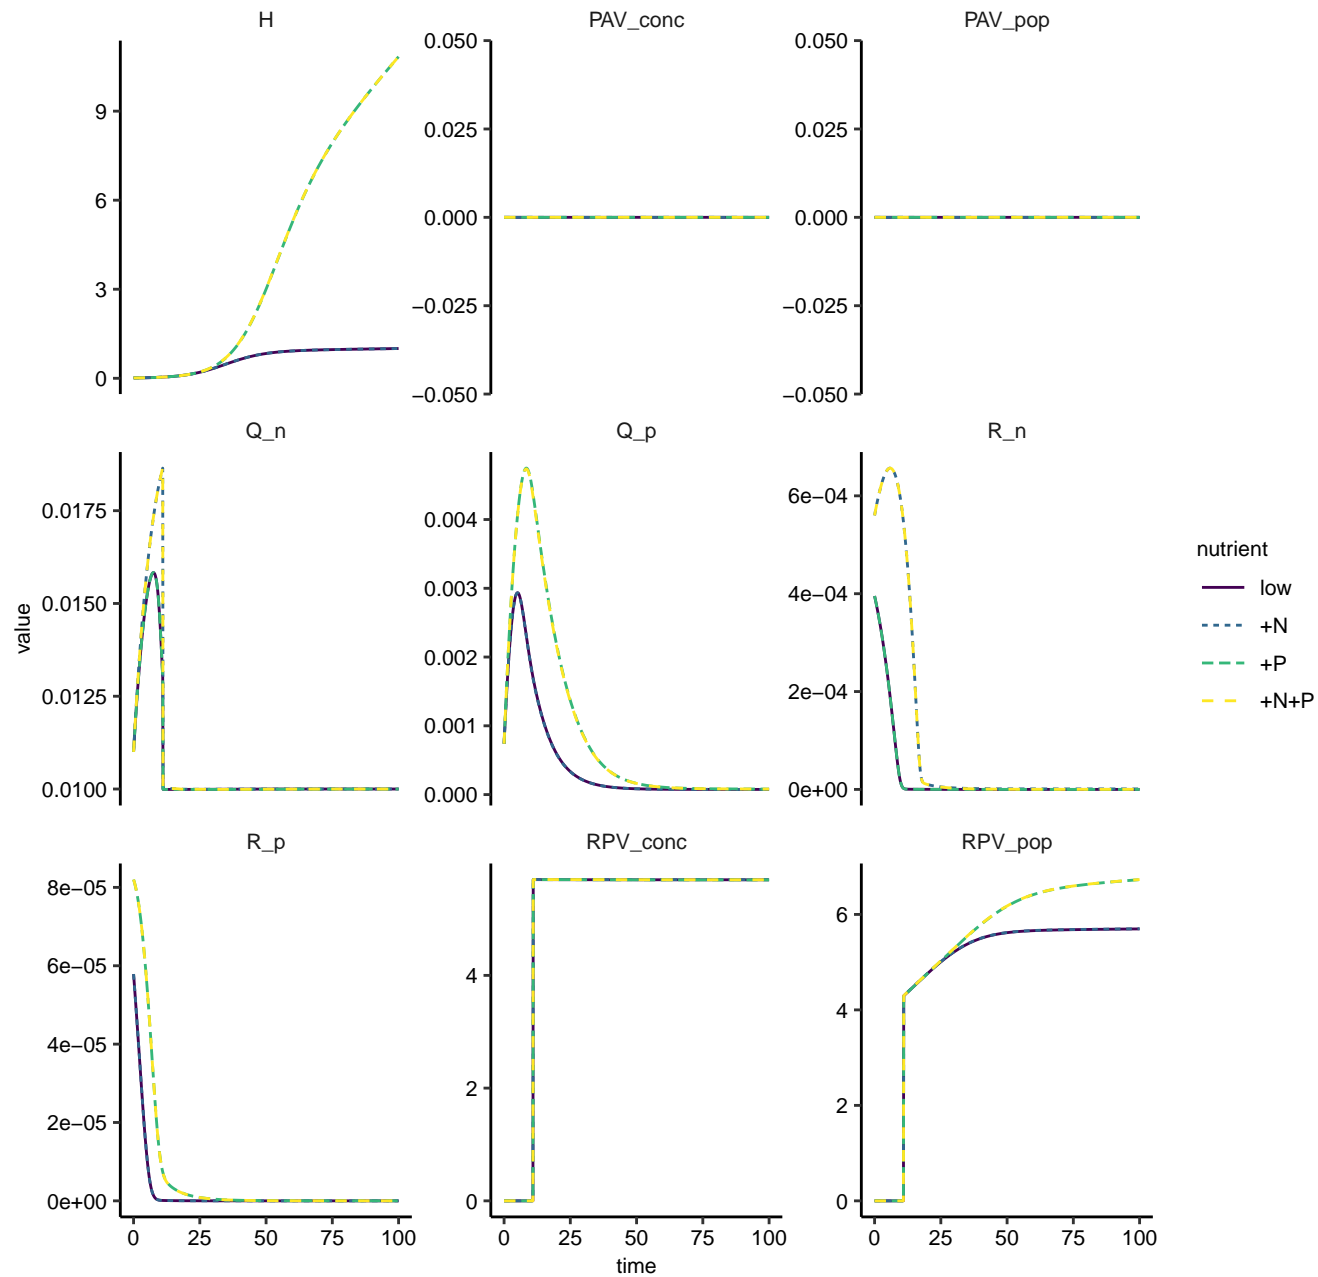 H
PAV_conc
PAV_pop
9
6
3
0
0.050
0.025
0.000
−0.025
−0.050
0.050
0.025
0.000
−0.025
−0.050
Q_n
Q_p
R_n
0.0175
0.0150
0.0125
0.0100
0.004
0.003
0.002
0.001
0.000
6e−04
4e−04
2e−04
0e+00
value
nutrient
low
+N
+P
+N+P
R_p
RPV_conc
RPV_pop
8e−05
6e−05
4e−05
2e−05
0e+00
4
2
0
6
4
2
0
0 25 50 75 100
0 25 50 75 100
0 25 50 75 100
time